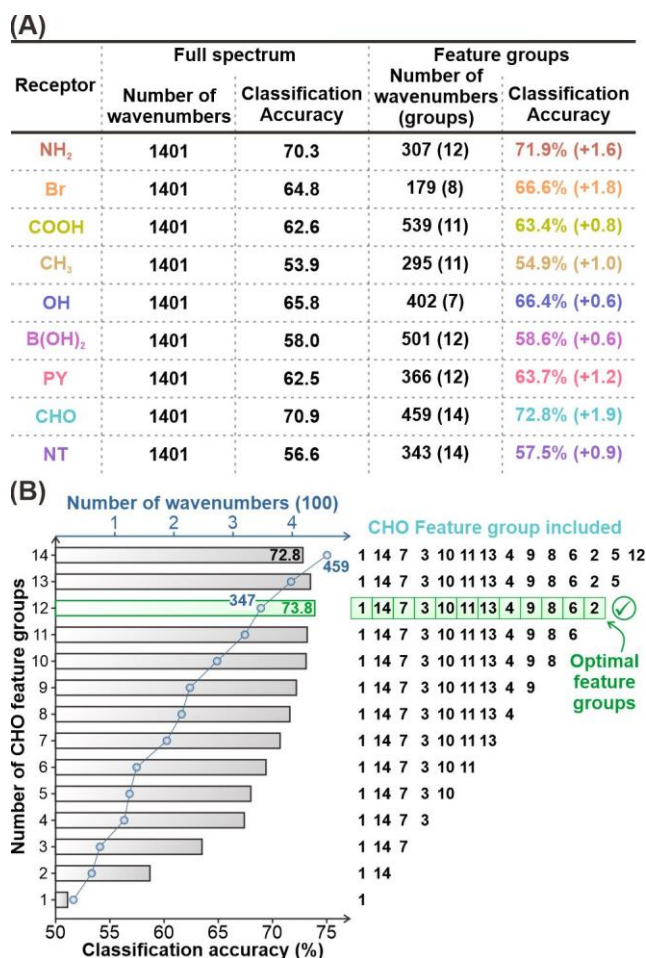 (A)
Full spectrum Feature groups
Receptor Number of wavenumbers Classification Accuracy Number of wavenumbers (groups) Classification Accuracy
NH₂ 1401 70.3 307 (12) 71.9% (+1.6)
Br 1401 64.8 179 (8) 66.6% (+1.8)
COOH 1401 62.6 539 (11) 63.4% (+0.8)
CH₃ 1401 53.9 295 (11) 54.9% (+1.0)
OH 1401 65.8 402 (7) 66.4% (+0.6)
B(OH)₂ 1401 58.0 501 (12) 58.6% (+0.6)
PY 1401 62.5 366 (12) 63.7% (+1.2)
CHO 1401 70.9 459 (14) 72.8% (+1.9)
NT 1401 56.6 343 (14) 57.5% (+0.9)
(B)
Number of wavenumbers (100)
1 2 3 4
CHO Feature group included
Number of CHO feature groups
14 72.8 459 1 14 7 3 10 11 13 4 9 8 6 2 5 12
13 1 14 7 3 10 11 13 4 9 8 6 2 5
12 347 73.8 1 14 7 3 10 11 13 4 9 8 6 2
11 1 14 7 3 10 11 13 4 9 8 6
10 1 14 7 3 10 11 13 4 9 8
Optimal
feature
groups
9 1 14 7 3 10 11 13 4 9
8 1 14 7 3 10 11 13 4
7 1 14 7 3 10 11 13
6 1 14 7 3 10 11
5 1 14 7 3 10
4 1 14 7 3
3 1 14 7
2 1 14
1 1
50 55 60 65 70 75
Classification accuracy (%)